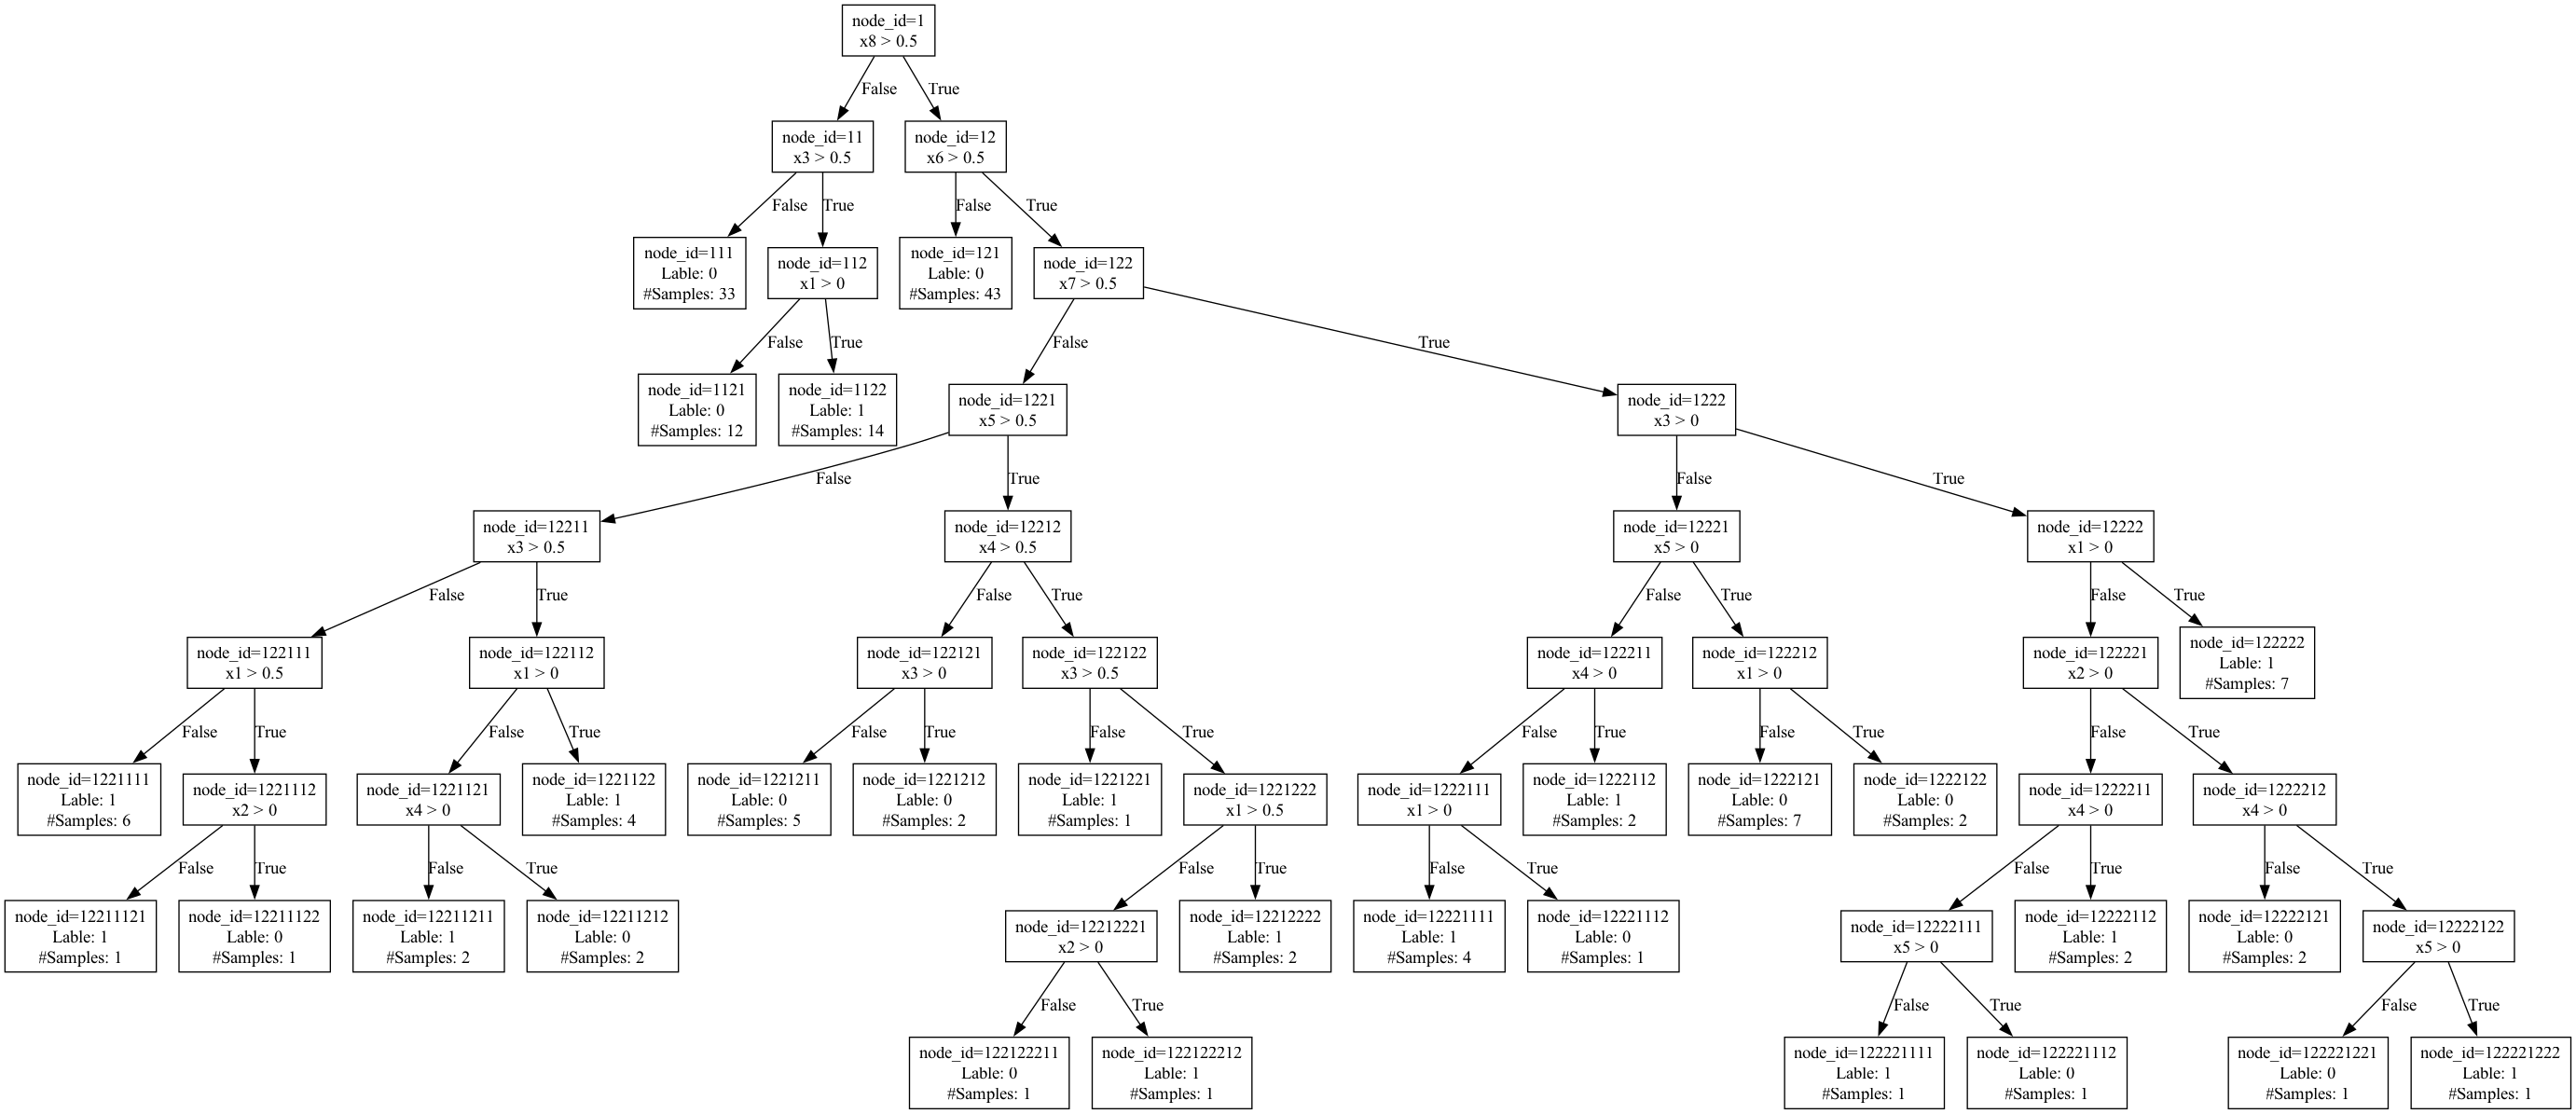 node_id=1
x8 > 0.5
False
True
node_id=11
x3 > 0.5
node_id=12
x6 > 0.5
False
True
False
True
node_id=111
Lable: 0
#Samples: 33
node_id=112
x1 > 0
node_id=121
Lable: 0
#Samples: 43
node_id=122
x7 > 0.5
False
True
False
True
node_id=1121
Lable: 0
#Samples: 12
node_id=1122
Lable: 1
#Samples: 14
node_id=1221
x5 > 0.5
node_id=1222
x3 > 0
False
True
False
True
node_id=12211
x3 > 0.5
node_id=12212
x4 > 0.5
node_id=12221
x5 > 0
node_id=12222
x1 > 0
False
True
False
True
False
True
False
True
node_id=122111
x1 > 0.5
node_id=122112
x1 > 0
node_id=122121
x3 > 0
node_id=122122
x3 > 0.5
node_id=122211
x4 > 0
node_id=122212
x1 > 0
node_id=122221
x2 > 0
node_id=122222
Lable: 1
#Samples: 7
False
True
False
True
False
True
False
True
False
True
False
True
False
True
node_id=1221111
Lable: 1
#Samples: 6
node_id=1221112
x2 > 0
node_id=1221121
x4 > 0
node_id=1221122
Lable: 1
#Samples: 4
node_id=1221211
Lable: 0
#Samples: 5
node_id=1221212
Lable: 0
#Samples: 2
node_id=1221221
Lable: 1
#Samples: 1
node_id=1221222
x1 > 0.5
node_id=1222111
x1 > 0
node_id=1222112
Lable: 1
#Samples: 2
node_id=1222121
Lable: 0
#Samples: 7
node_id=1222122
Lable: 0
#Samples: 2
node_id=1222211
x4 > 0
node_id=1222212
x4 > 0
False
True
False
True
False
True
False
True
False
True
False
True
node_id=12211121
Lable: 1
#Samples: 1
node_id=12211122
Lable: 0
#Samples: 1
node_id=12211211
Lable: 1
#Samples: 2
node_id=12211212
Lable: 0
#Samples: 2
node_id=12212221
x2 > 0
node_id=12212222
Lable: 1
#Samples: 2
node_id=12221111
Lable: 1
#Samples: 4
node_id=12221112
Lable: 0
#Samples: 1
node_id=12222111
x5 > 0
node_id=12222112
Lable: 1
#Samples: 2
node_id=12222121
Lable: 0
#Samples: 2
node_id=12222122
x5 > 0
False
True
False
True
False
True
node_id=122122211
Lable: 0
#Samples: 1
node_id=122122212
Lable: 1
#Samples: 1
node_id=122221111
Lable: 1
#Samples: 1
node_id=122221112
Lable: 0
#Samples: 1
node_id=122221221
Lable: 0
#Samples: 1
node_id=122221222
Lable: 1
#Samples: 1